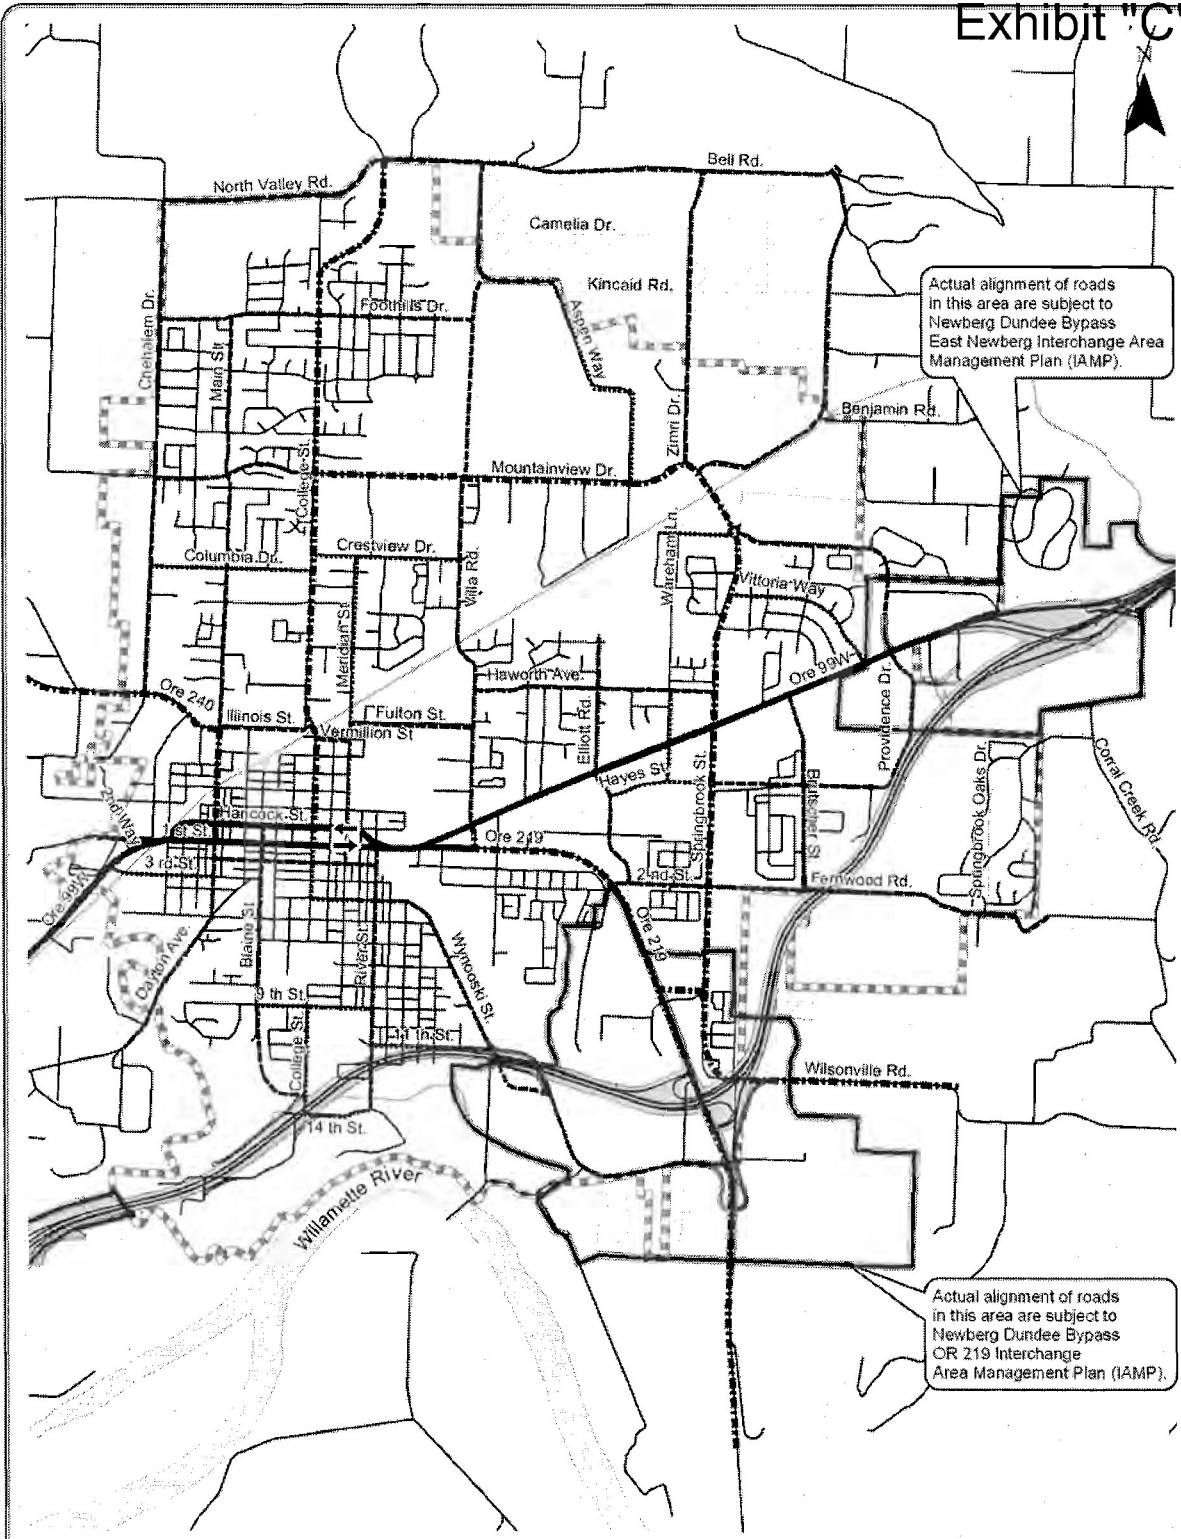 Exhibit "C"
N
Bell Rd.
North Valley Rd.
Camelia Dr.
Kincaid Rd.
Actual alignment of roads
in this area are subject to
Newberg Dundee Bypass
East Newberg Interchange Area
Management Plan (IAMP).
Chehalem Dr.
Foothills Dr.
Aspen Way
Main St.
Zimri Dr.
Benjamin Rd.
College St.
Mountainview Dr.
Columbia Dr.
Crestview Dr.
Villa Rd.
Wareham Ln.
Vittoria Way
Meridian St.
Haworth Ave.
Ore 99W
Ore 240
Illinois St.
Fulton St.
Vermillion St
Elliott Rd.
Providence Dr.
Hayes St.
Springbrook St.
Brutscher St
Springbrook Oaks Dr.
Corral Creek Rd.
2nd Way
Hancock St.
1 st St.
Ore 219
3 rd St.
2 nd St.
Fernwood Rd.
Ore 99W
Ore 219
Blaine St
River St.
Wynooski St.
Dayton Ave.
9 th St.
11 th St.
College St.
Wilsonville Rd.
14 th St.
Willamette River
Actual alignment of roads
in this area are subject to
Newberg Dundee Bypass
OR 219 Interchange
Area Management Plan (IAMP).